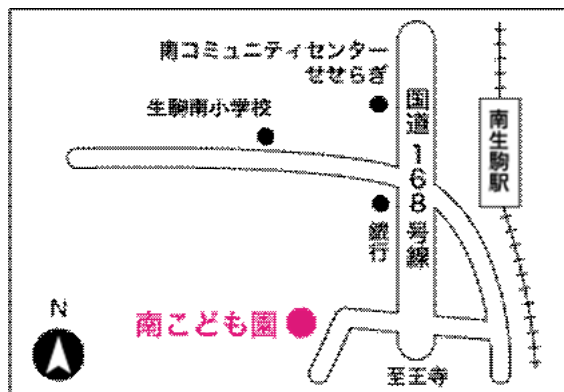 南コミュニティセンター
せせらぎ
生駒南小学校
国道168号線
南生駒駅
銀行
南こども園
N
至王寺